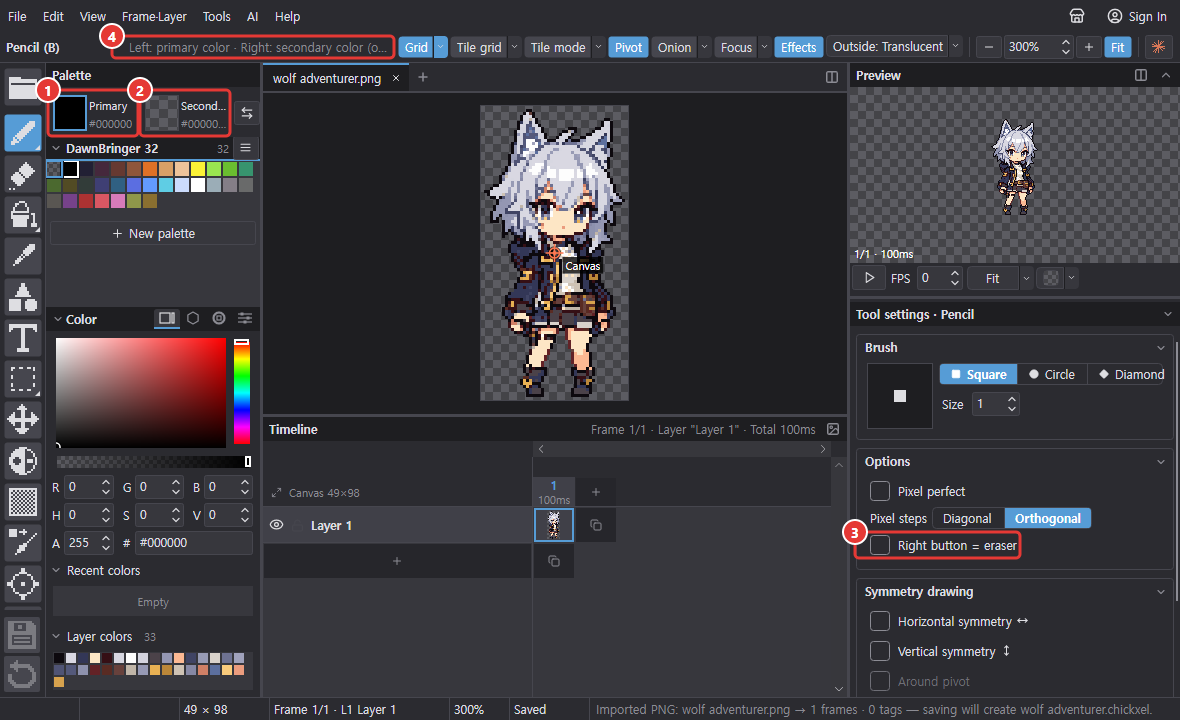 File Edit View Frame·Layer Tools AI Help Sign In
Pencil (B) 4 Left: primary color · Right: secondary color (o... Grid Tile grid Tile mode Pivot Onion Focus Effects Outside: Translucent 300% Fit
Palette
1 Primary 2 Second...
#000000 #00000...
DawnBringer 32 32
+ New palette
Color
R 0 G 0 B 0
H 0 S 0 V 0
A 255 # #000000
Recent colors
Empty
Layer colors 33
wolf adventurer.png × +
Canvas
Timeline Frame 1/1 · Layer "Layer 1" · Total 100ms
Canvas 49×98 1 +
100ms
Layer 1
+
Preview
1/1 · 100ms
FPS 0 Fit
Tool settings · Pencil
Brush
Square Circle Diamond
Size 1
Options
Pixel perfect
Pixel steps Diagonal Orthogonal
3 Right button = eraser
Symmetry drawing
Horizontal symmetry ↔
Vertical symmetry ↕
Around pivot
49 × 98 Frame 1/1 · L1 Layer 1 300% Saved Imported PNG: wolf adventurer.png → 1 frames · 0 tags — saving will create wolf adventurer.chickxel.